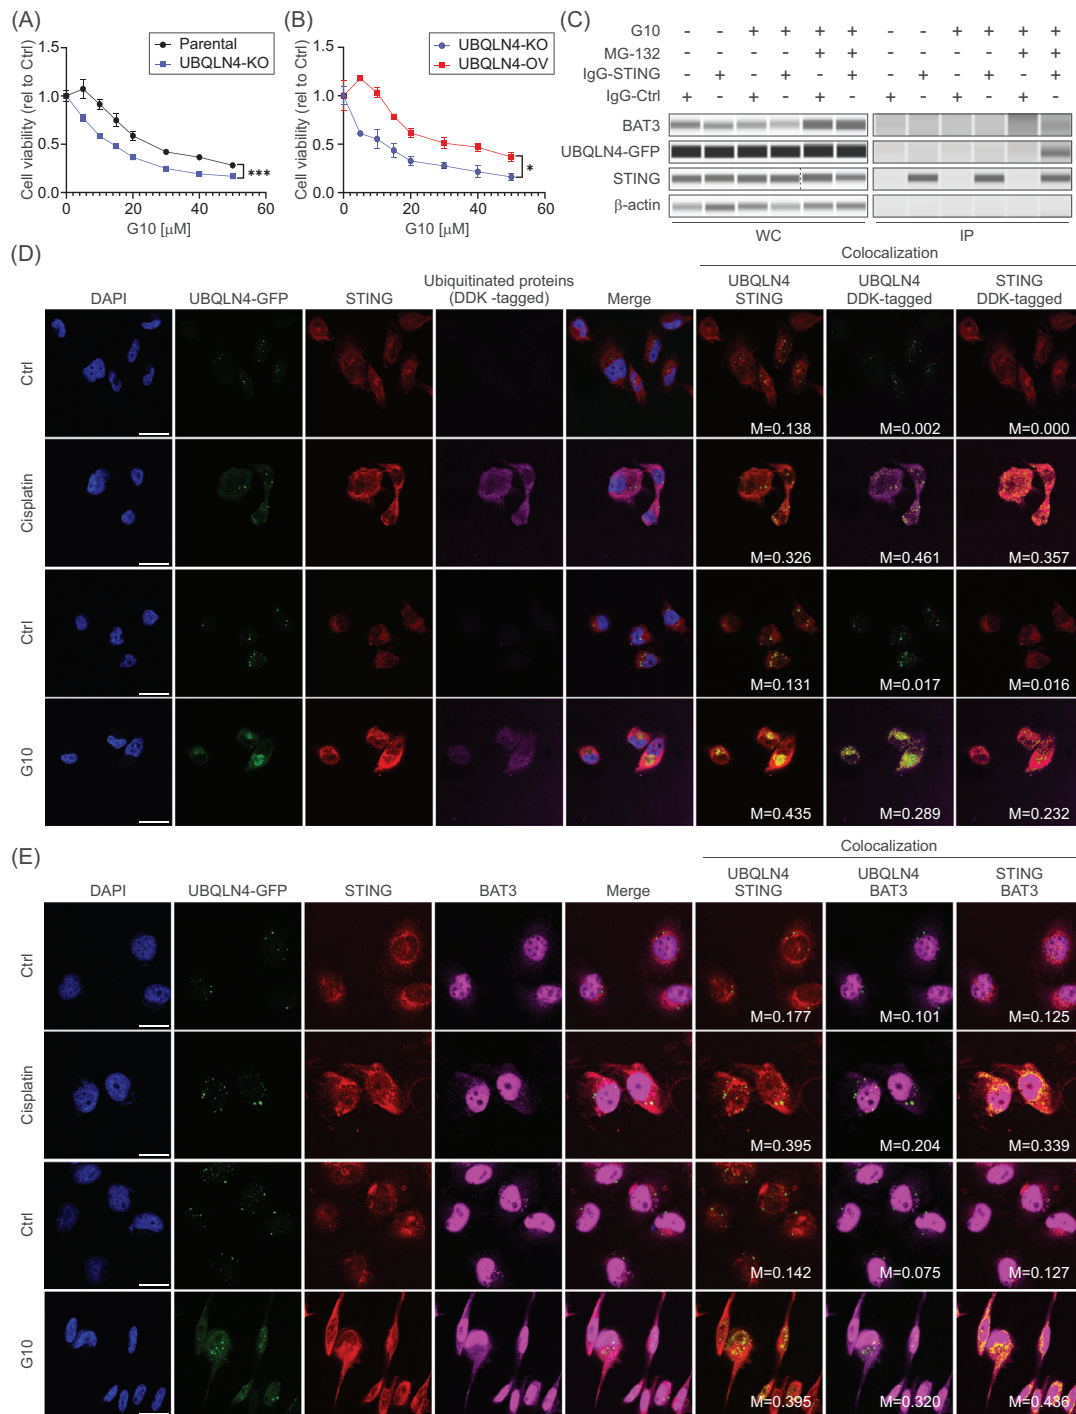 (A)
Parental
UBQLN4-KO
Cell viability (rel to Ctrl)
1.5
1.0
0.5
0.0
0 20 40 60
G10 [μM]
***
(B)
UBQLN4-KO
UBQLN4-OV
Cell viability (rel to Ctrl)
1.5
1.0
0.5
0.0
0 20 40 60
G10 [μM]
*
(C)
G10 - - + + + + - - + + + +
MG-132 - - - - + + - - - - + +
IgG-STING - + - + - + - + - + - +
IgG-Ctrl + - + - + - + - + - + -
BAT3
UBQLN4-GFP
STING
β-actin
WC IP
(D)
Colocalization
DAPI UBQLN4-GFP STING Ubiquitinated proteins (DDK -tagged) Merge UBQLN4 STING UBQLN4 DDK-tagged STING DDK-tagged
Ctrl
M=0.138 M=0.002 M=0.000
Cisplatin
M=0.326 M=0.461 M=0.357
Ctrl
M=0.131 M=0.017 M=0.016
G10
M=0.435 M=0.289 M=0.232
(E)
Colocalization
DAPI UBQLN4-GFP STING BAT3 Merge UBQLN4 STING UBQLN4 BAT3 STING BAT3
Ctrl
M=0.177 M=0.101 M=0.125
Cisplatin
M=0.395 M=0.204 M=0.339
Ctrl
M=0.142 M=0.075 M=0.127
G10
M=0.395 M=0.320 M=0.436